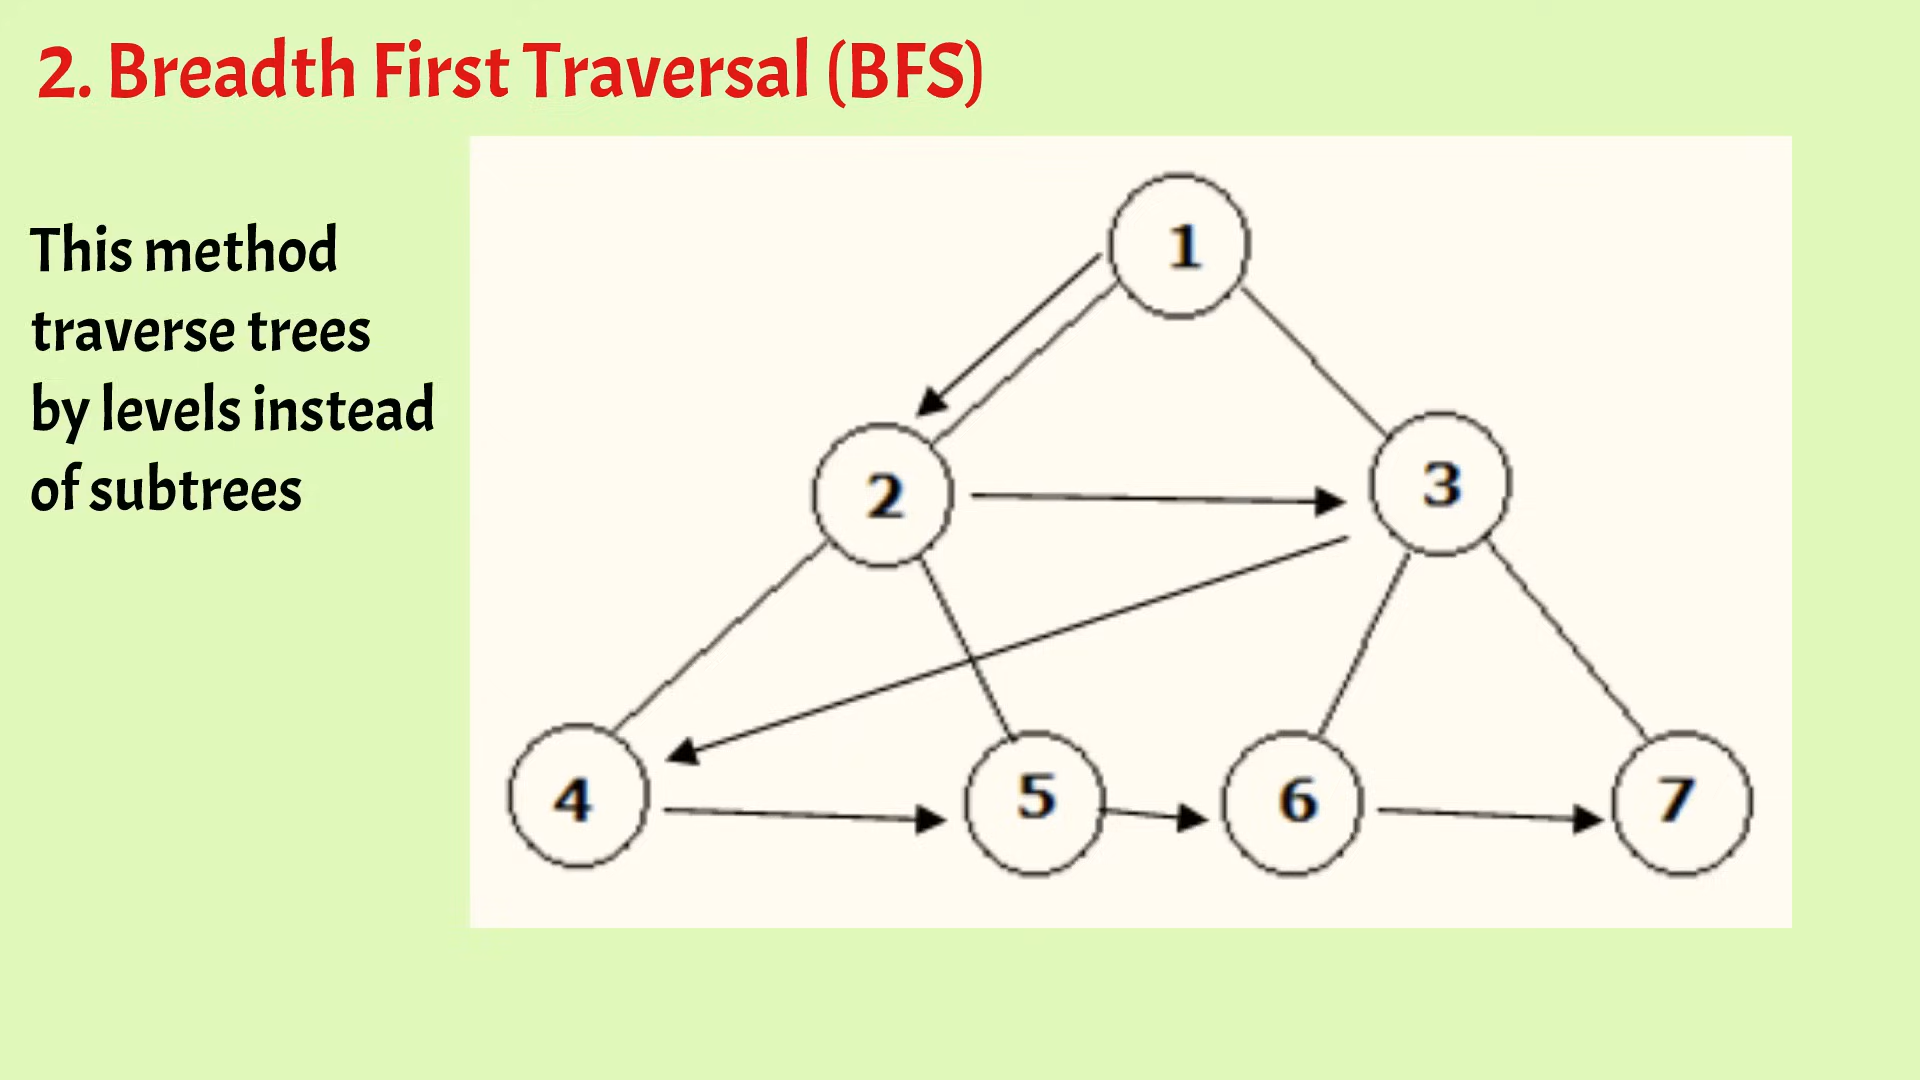 2. Breadth First Traversal (BFS)
This method
traverse trees
by levels instead
of subtrees
1
2
3
4
5
6
7